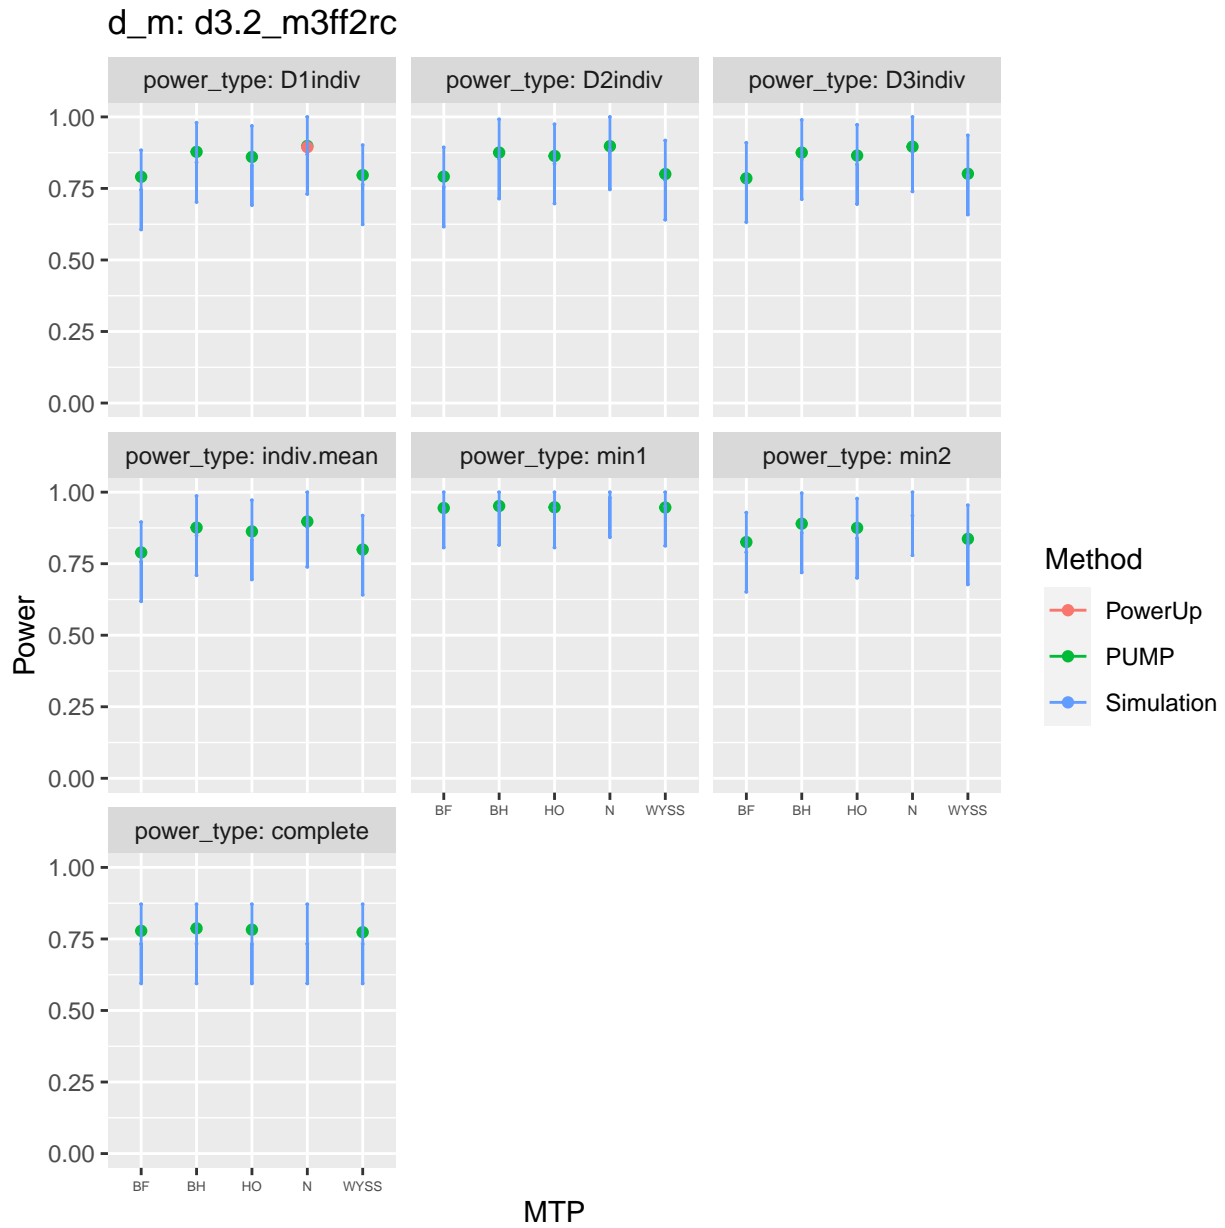 d_m: d3.2_m3ff2rc
power_type: D1indiv
power_type: D2indiv
power_type: D3indiv
1.00
0.75
0.50
0.25
0.00
power_type: indiv.mean
power_type: min1
power_type: min2
1.00
0.75
0.50
0.25
0.00
BF BH HO N WYSS
BF BH HO N WYSS
power_type: complete
1.00
0.75
0.50
0.25
0.00
BF BH HO N WYSS
MTP
Power
Method
PowerUp
PUMP
Simulation